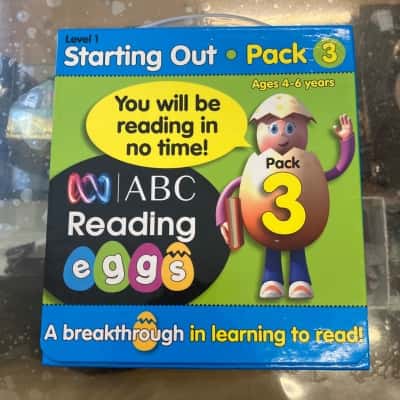 Level 1
Starting Out • Pack 3
Ages 4-6 years
You will be
reading in
no time!
Pack
3
ABC
Reading
eggs
A breakthrough in learning to read!